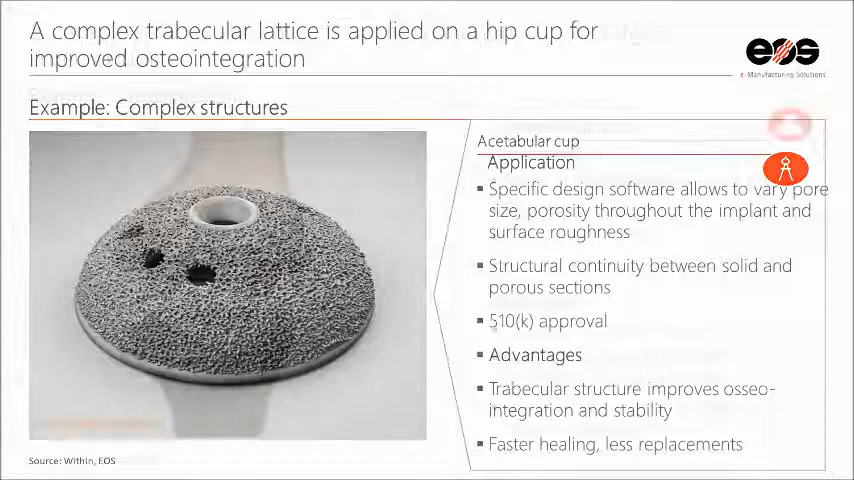 A complex trabecular lattice is applied on a hip cup for
improved osteointegration
eos
e-Manufacturing Solutions
Example: Complex structures
Acetabular cup
Application
▪ Specific design software allows to vary pore
size, porosity throughout the implant and
surface roughness
▪ Structural continuity between solid and
porous sections
▪ 510(k) approval
▪ Advantages
▪ Trabecular structure improves osseo-
integration and stability
▪ Faster healing, less replacements
Source: Within, EOS